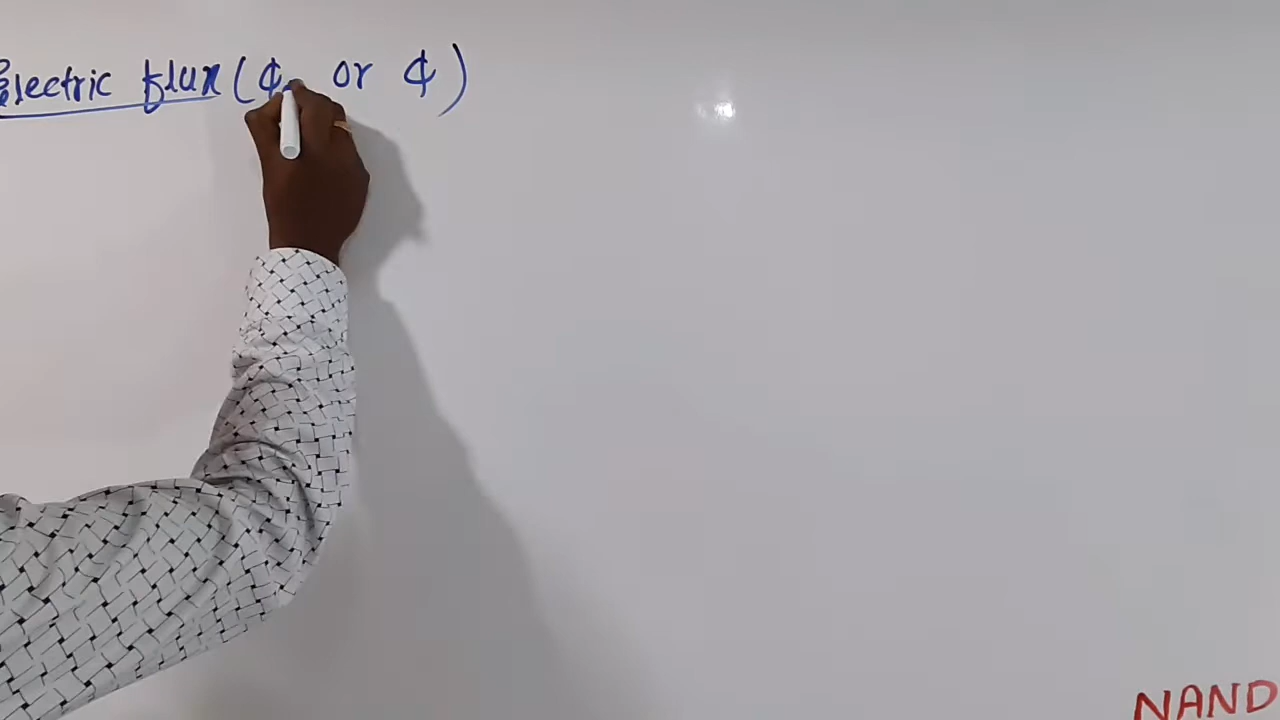 Electric flux (ϕ or ϕ)
NAND